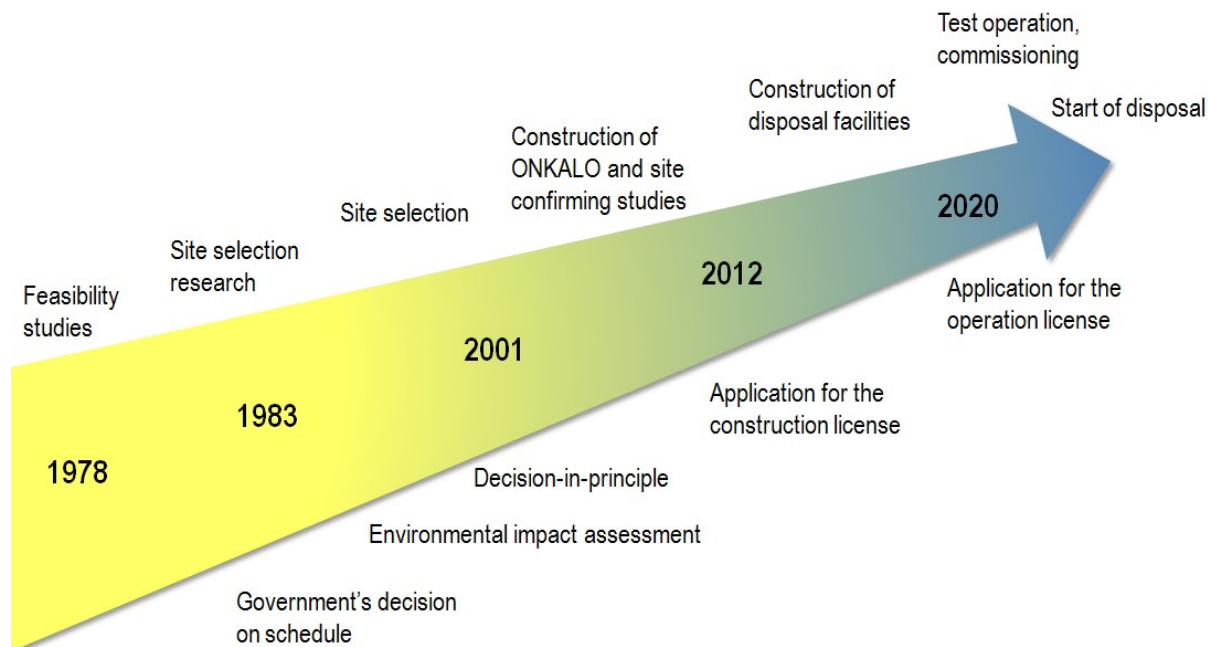 Test operation,
commissioning
Construction of
disposal facilities
Start of disposal
Construction of
ONKALO and site
confirming studies
Site selection
Site selection
research
Feasibility
studies
2020
2012
2001
1983
1978
Application for the
operation license
Application for the
construction license
Decision-in-principle
Environmental impact assessment
Government's decision
on schedule